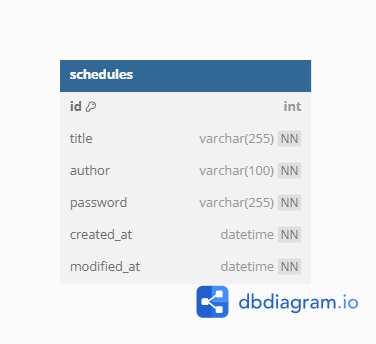 schedules
id int
title varchar(255) NN
author varchar(100) NN
password varchar(255) NN
created_at datetime NN
modified_at datetime NN
dbdiagram.io